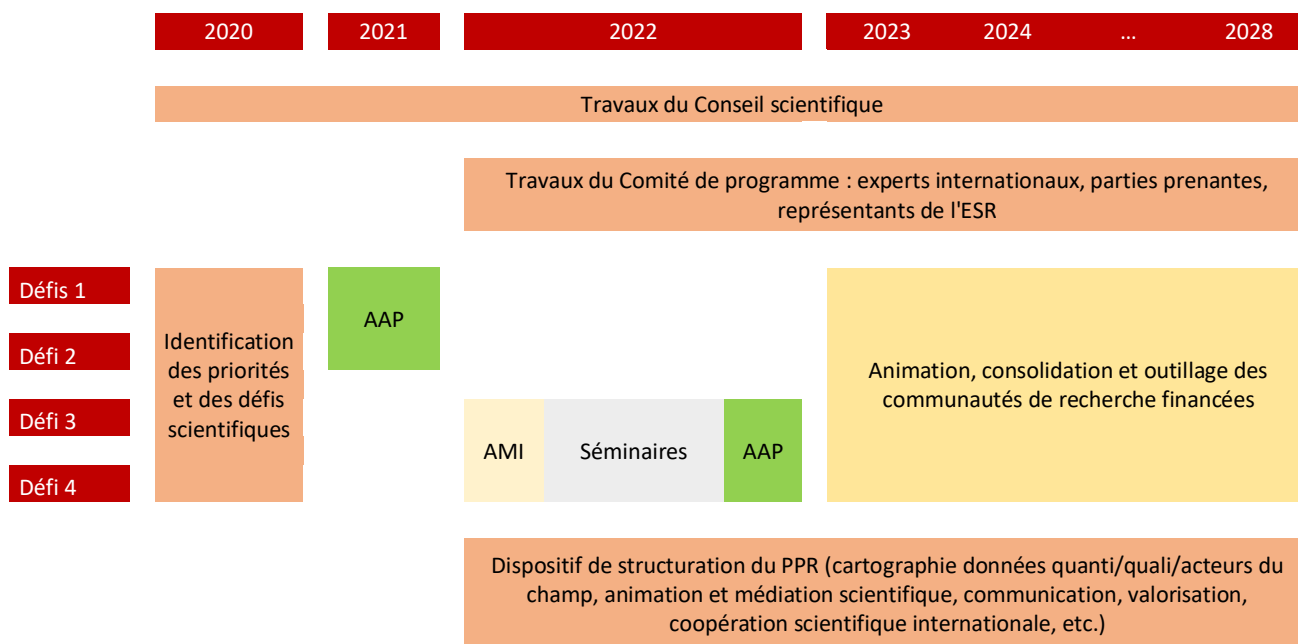 2020 2021 2022 2023 2024 ... 2028
Travaux du Conseil scientifique
Travaux du Comité de programme : experts internationaux, parties prenantes,
représentants de l'ESR
Défis 1
Défi 2
Défi 3
Défi 4
Identification
des priorités
et des défis
scientifiques
AAP
AMI
Séminaires
AAP
Animation, consolidation et outillage des
communautés de recherche financées
Dispositif de structuration du PPR (cartographie données quanti/quali/acteurs du
champ, animation et médiation scientifique, communication, valorisation,
coopération scientifique internationale, etc.)